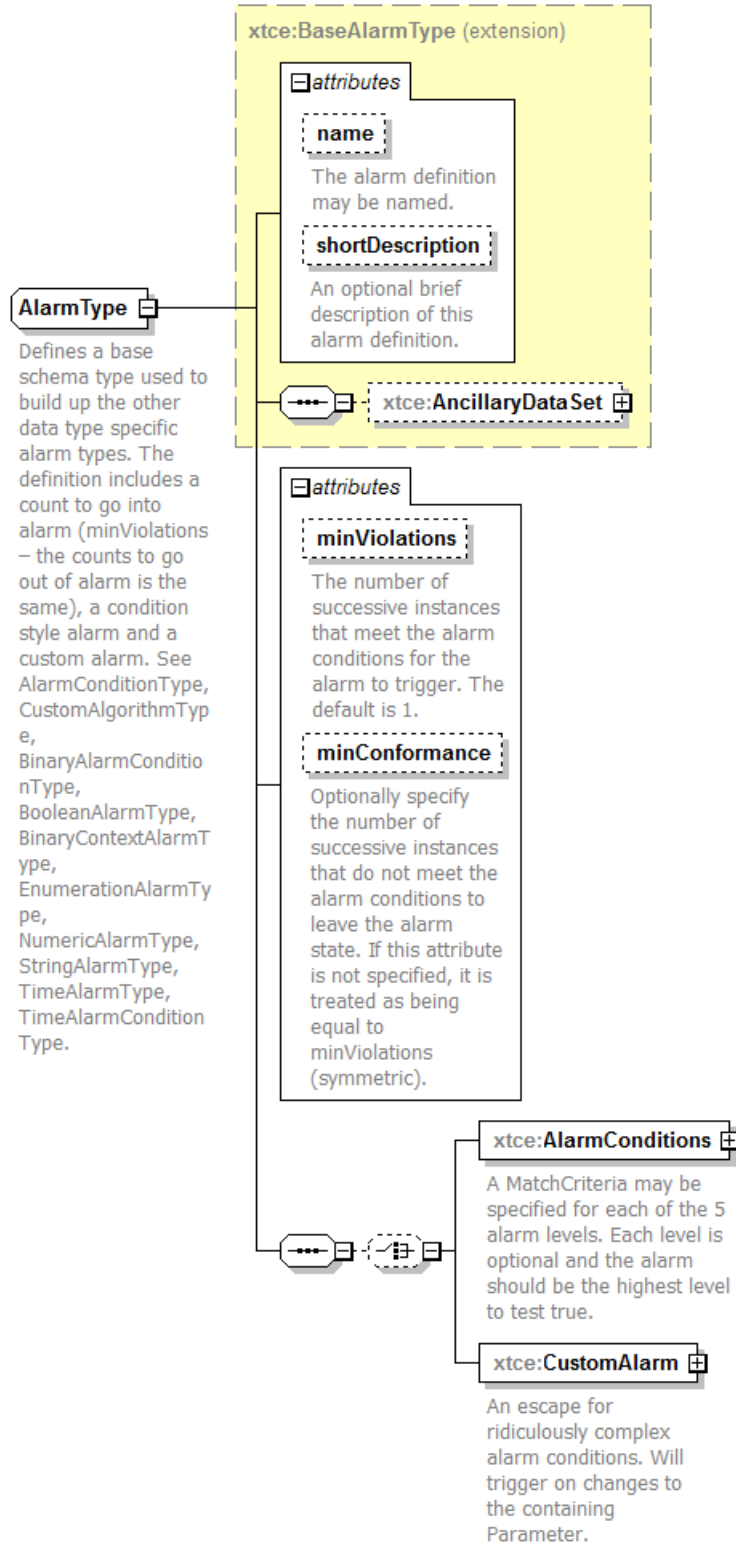 xtce:BaseAlarmType (extension)
attributes
name
The alarm definition
may be named.
shortDescription
An optional brief
description of this
alarm definition.
AlarmType
Defines a base
schema type used to
build up the other
data type specific
alarm types. The
definition includes a
count to go into
alarm (minViolations
– the counts to go
out of alarm is the
same), a condition
style alarm and a
custom alarm. See
AlarmConditionType,
CustomAlgorithmTyp
e,
BinaryAlarmConditio
nType,
BooleanAlarmType,
BinaryContextAlarmT
ype,
EnumerationAlarmTy
pe,
NumericAlarmType,
StringAlarmType,
TimeAlarmType,
TimeAlarmCondition
Type.
xtce:AncillaryDataSet
attributes
minViolations
The number of
successive instances
that meet the alarm
conditions for the
alarm to trigger. The
default is 1.
minConformance
Optionally specify
the number of
successive instances
that do not meet the
alarm conditions to
leave the alarm
state. If this attribute
is not specified, it is
treated as being
equal to
minViolations
(symmetric).
xtce:AlarmConditions
A MatchCriteria may be
specified for each of the 5
alarm levels. Each level is
optional and the alarm
should be the highest level
to test true.
xtce:CustomAlarm
An escape for
ridiculously complex
alarm conditions. Will
trigger on changes to
the containing
Parameter.